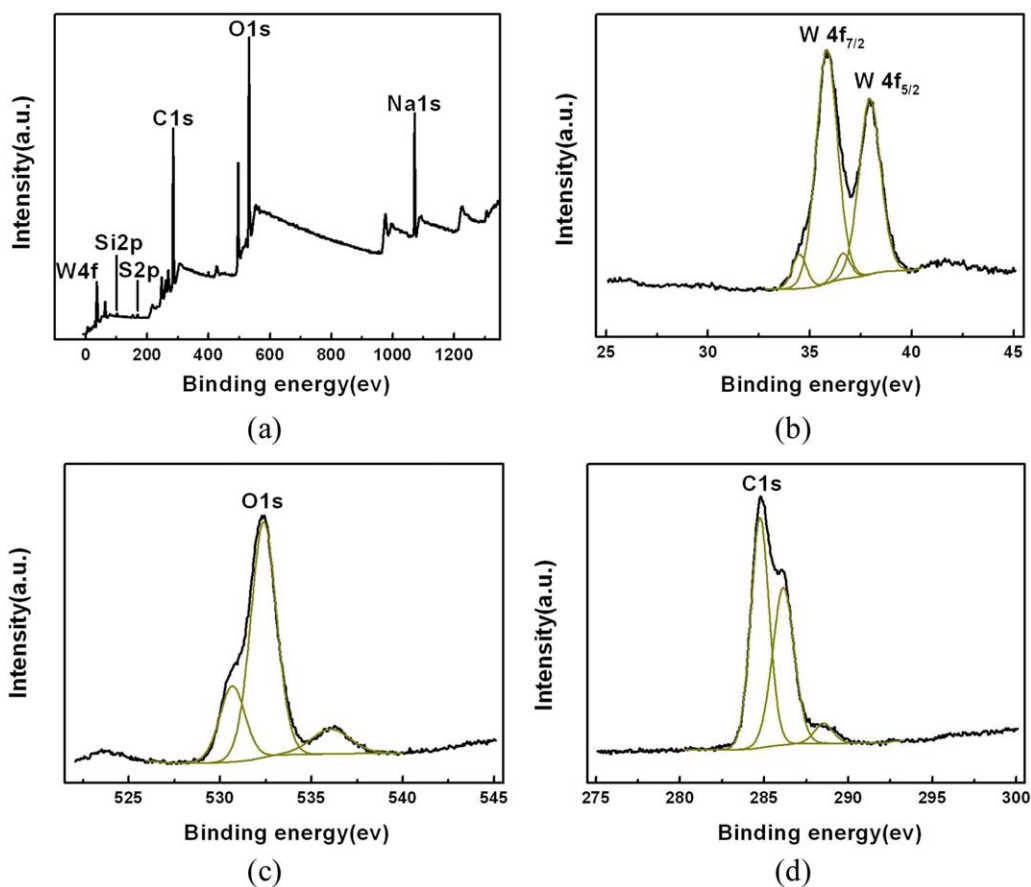 O1s
Na1s
C1s
Si2p
S2p
W4f
Intensity(a.u.)
0 200 400 600 800 1000 1200
Binding energy(ev)
(a)
W 4f7/2
W 4f5/2
Intensity(a.u.)
25 30 35 40 45
Binding energy(ev)
(b)
O1s
Intensity(a.u.)
525 530 535 540 545
Binding energy(ev)
(c)
C1s
Intensity(a.u.)
275 280 285 290 295 300
Binding energy(ev)
(d)